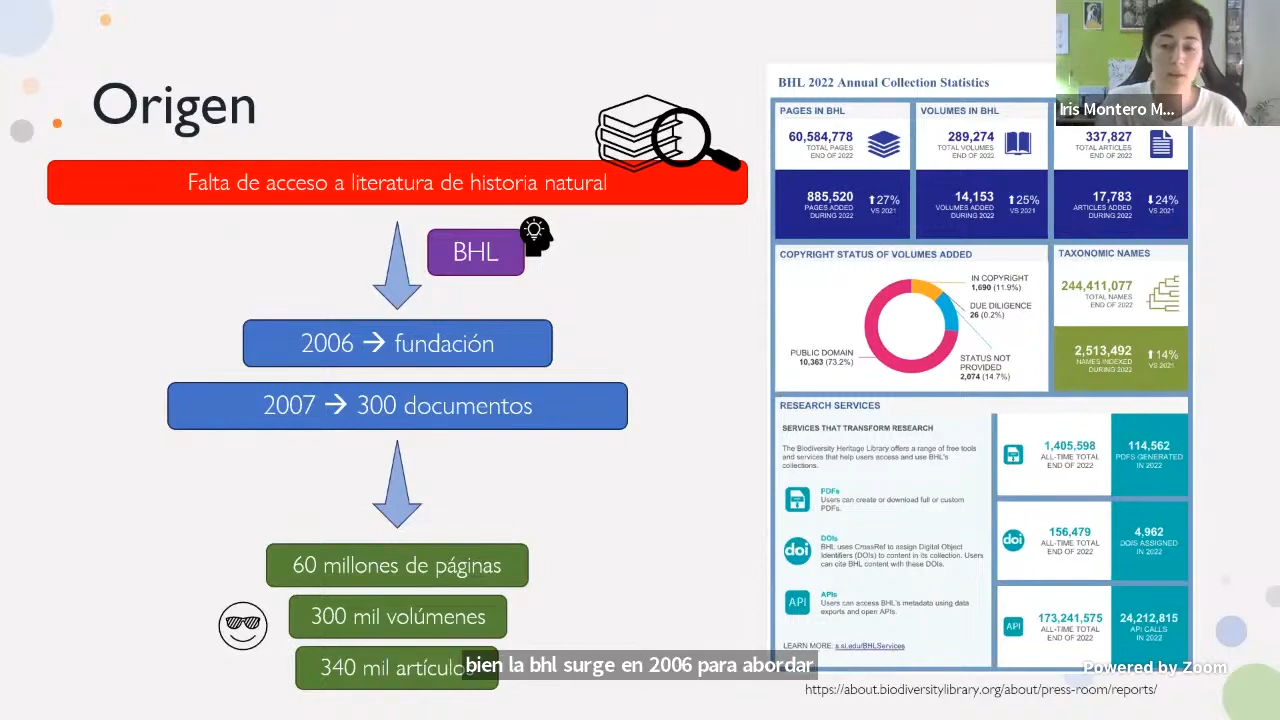 Origen
Falta de acceso a literatura de historia natural
BHL
2006 → fundación
2007 → 300 documentos
60 millones de páginas
300 mil volúmenes
340 mil artículos
BHL 2022 Annual Collection Statistics
PAGES IN BHL
60,584,778
TOTAL PAGES
END OF 2022
885,520
PAGES ADDED
DURING 2022
⬆27%
VS 2021
VOLUMES IN BHL
289,274
TOTAL VOLUMES
END OF 2022
14,153
VOLUMES ADDED
DURING 2022
⬆25%
VS 2021
337,827
TOTAL ARTICLES
END OF 2022
17,783
ARTICLES ADDED
DURING 2022
⬇24%
VS 2021
COPYRIGHT STATUS OF VOLUMES ADDED
IN COPYRIGHT
1,690 (11.9%)
DUE DILIGENCE
26 (0.2%)
STATUS NOT
PROVIDED
2,074 (14.7%)
PUBLIC DOMAIN
10,363 (73.2%)
TAXONOMIC NAMES
244,411,077
TOTAL NAMES
END OF 2022
2,513,492
NAMES INDEXED
DURING 2022
⬆14%
VS 2021
RESEARCH SERVICES
SERVICES THAT TRANSFORM RESEARCH
The Biodiversity Heritage Library offers a range of free tools
and services that help users access and use BHL's
collections.
PDFs
Users can create or download full or custom
PDFs.
doi
DOIs
BHL uses CrossRef to assign Digital Object
Identifiers (DOIs) to content in its collection. Users
can cite BHL content with these DOIs.
API
APIs
Users can access BHL's metadata using data
exports and open APIs.
LEARN MORE: s.si.edu/BHLServices
1,405,598
ALL-TIME TOTAL
END OF 2022
114,562
PDFS GENERATED
IN 2022
doi
156,479
ALL-TIME TOTAL
END OF 2022
4,962
DOIS ASSIGNED
IN 2022
API
173,241,575
ALL-TIME TOTAL
END OF 2022
24,212,815
API CALLS
IN 2022
https://about.biodiversitylibrary.org/about/press-room/reports/
Iris Montero M...
bien la bhl surge en 2006 para abordar
Powered by Zoom